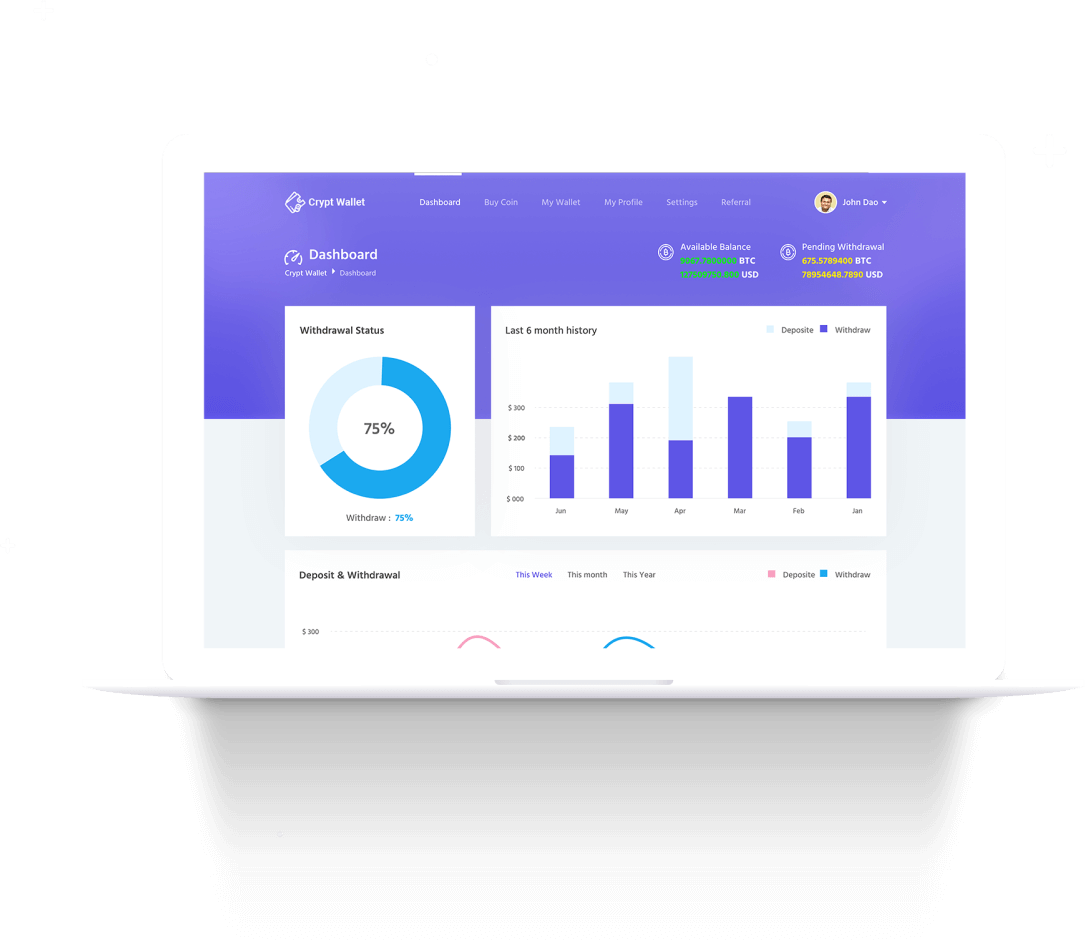 Crypt Wallet
Dashboard
Buy Coin
My Wallet
My Profile
Settings
Referral
John Dao
Dashboard
Crypt Wallet
Dashboard
Available Balance
BTC
USD
Pending Withdrawal
675.5789400 BTC
78954648.7890 USD
Withdrawal Status
75%
Withdraw : 75%
Last 6 month history
Deposite
Withdraw
$ 300
$ 200
$ 100
$ 000
Jun
May
Apr
Mar
Feb
Jan
Deposit & Withdrawal
This Week
This month
This Year
Deposite
Withdraw
$ 300